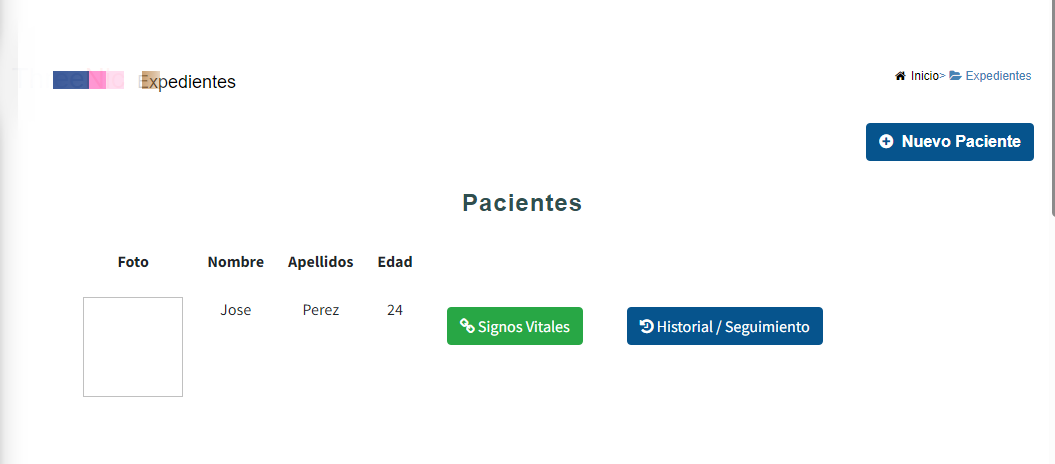 Expedientes
Inicio> Expedientes
Nuevo Paciente
Pacientes
Foto Nombre Apellidos Edad
Jose Perez 24
Signos Vitales Historial / Seguimiento